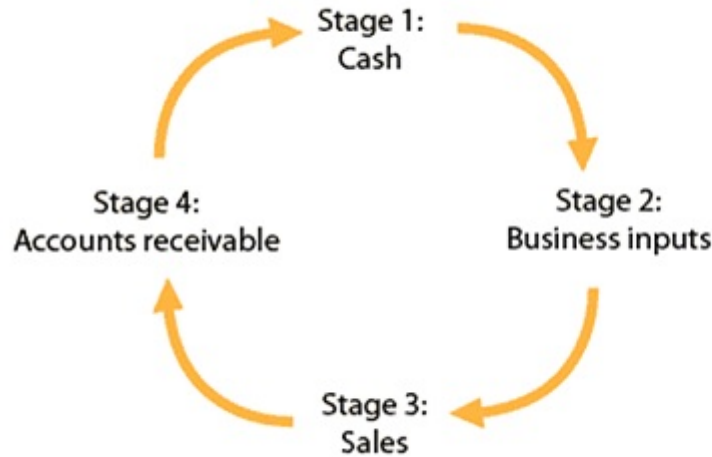 Stage 1:
Cash
Stage 2:
Business inputs
Stage 3:
Sales
Stage 4:
Accounts receivable